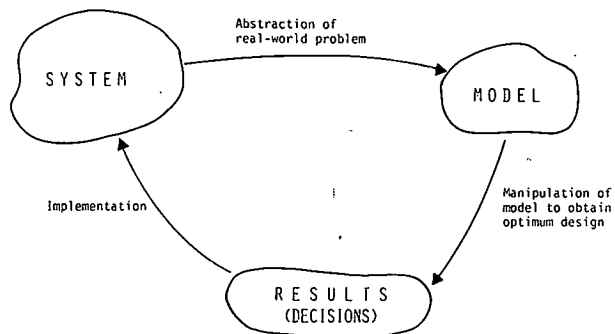 Abstraction of
real-world problem
SYSTEM
MODEL
Implementation
Manipulation of
model to obtain
optimum design
RESULTS
(DECISIONS)